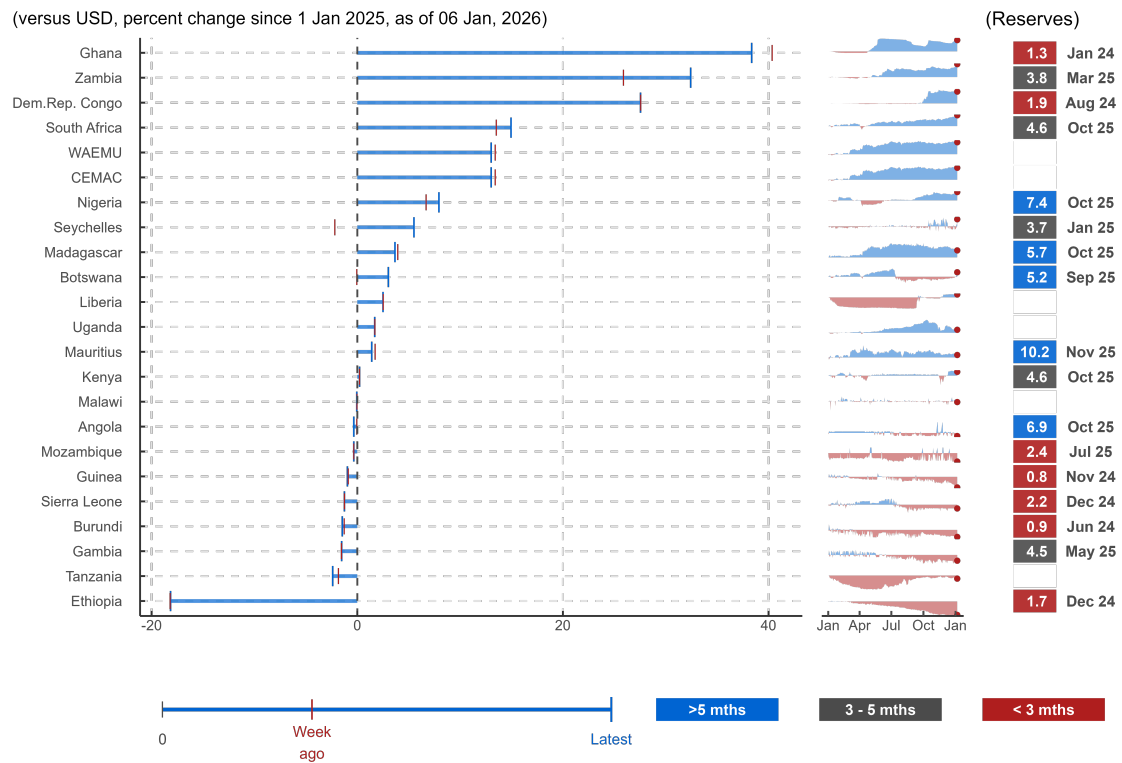 (versus USD, percent change since 1 Jan 2025, as of 06 Jan, 2026) (Reserves)
Ghana 1.3 Jan 24
Zambia 3.8 Mar 25
Dem.Rep. Congo 1.9 Aug 24
South Africa 4.6 Oct 25
WAEMU
CEMAC
Nigeria 7.4 Oct 25
Seychelles 3.7 Jan 25
Madagascar 5.7 Oct 25
Botswana 5.2 Sep 25
Liberia
Uganda
Mauritius 10.2 Nov 25
Kenya 4.6 Oct 25
Malawi
Angola 6.9 Oct 25
Mozambique 2.4 Jul 25
Guinea 0.8 Nov 24
Sierra Leone 2.2 Dec 24
Burundi 0.9 Jun 24
Gambia 4.5 May 25
Tanzania
Ethiopia 1.7 Dec 24
-20 0 20 40 Jan Apr Jul Oct Jan
>5 mths 3 - 5 mths < 3 mths
0 Week Latest
ago